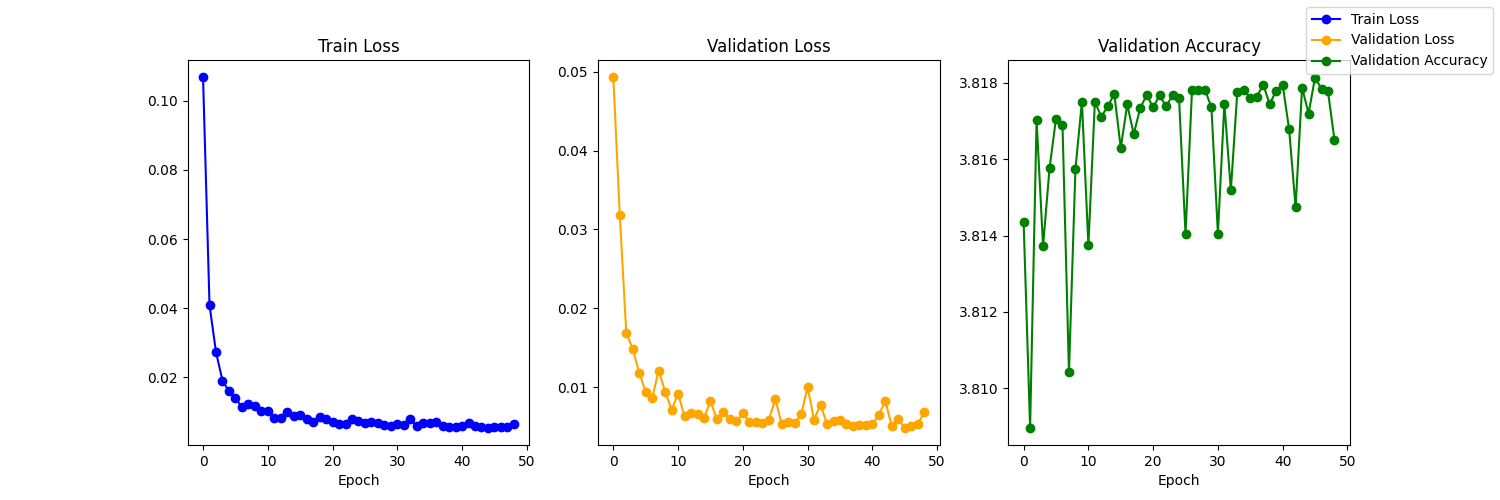 Train Loss
Validation Loss
Validation Accuracy
Train Loss
Validation Loss
Validation Accuracy
0.10
0.08
0.06
0.04
0.02
0 10 20 30 40 50
Epoch
0.05
0.04
0.03
0.02
0.01
0 10 20 30 40 50
Epoch
3.818
3.816
3.814
3.812
3.810
0 10 20 30 40 50
Epoch